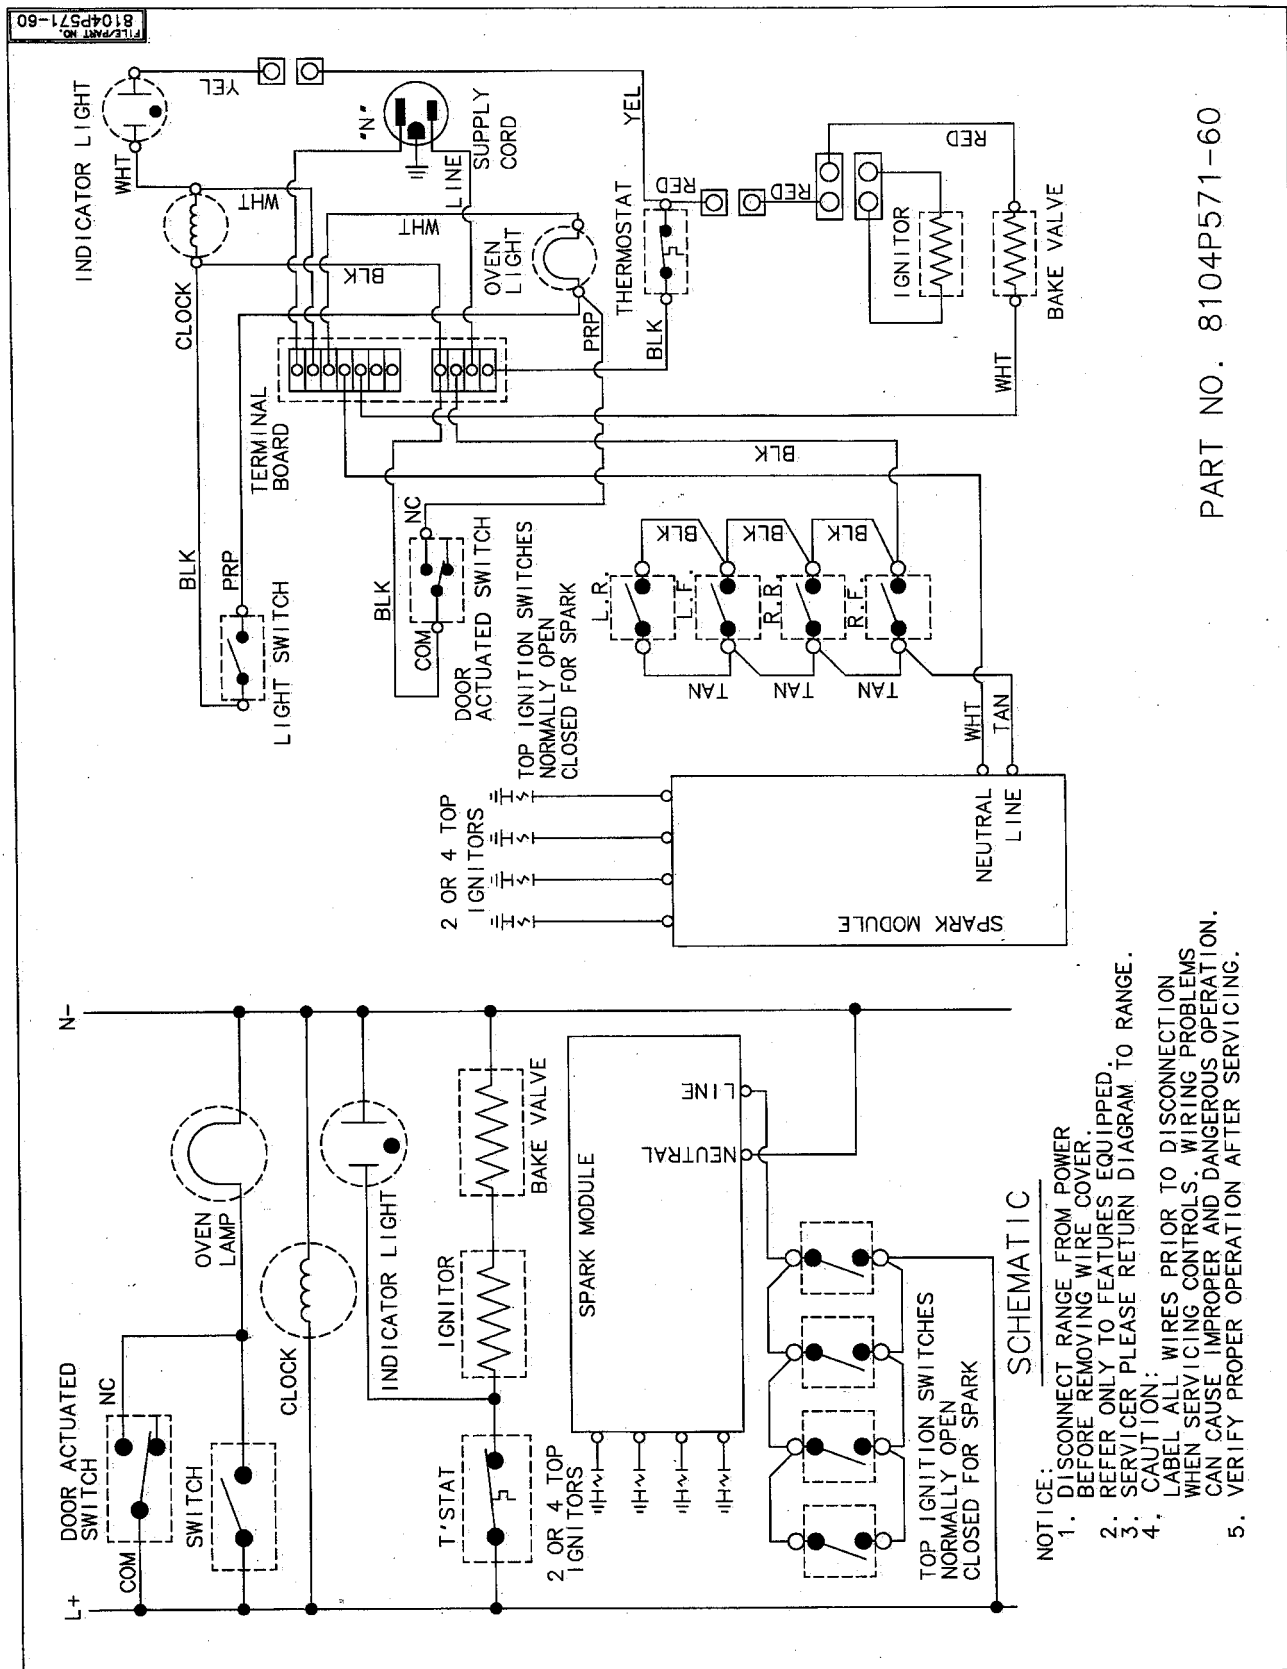 FILE/PART NO.
8104P571-60
INDICATOR LIGHT
YEL
WHT
WHT
CLOCK
"N"
LINE
SUPPLY
CORD
WHT
BLK
OVEN
LIGHT
PRP
YEL
THERMOSTAT
RED
RED
BLK
RED
IGNITOR
BAKE VALVE
WHT
TERMINAL
BOARD
BLK
PRP
LIGHT SWITCH
BLK
NC
COM
DOOR
ACTUATED SWITCH
TOP IGNITION SWITCHES
NORMALLY OPEN
CLOSED FOR SPARK
BLK
BLK
BLK
BLK
L.R.
L.F.
R.R.
R.F.
TAN
TAN
TAN
WHT
TAN
2 OR 4 TOP
IGNITORS
NEUTRAL
LINE
SPARK MODULE
PART NO. 8104P571-60
L+
N-
DOOR ACTUATED
SWITCH
NC
COM
OVEN
LAMP
SWITCH
CLOCK
INDICATOR LIGHT
T'STAT
IGNITOR
BAKE VALVE
2 OR 4 TOP
IGNITORS
SPARK MODULE
LINE
NEUTRAL
TOP IGNITION SWITCHES
NORMALLY OPEN
CLOSED FOR SPARK
SCHEMATIC
NOTICE:
1. DISCONNECT RANGE FROM POWER
BEFORE REMOVING WIRE COVER.
2. REFER ONLY TO FEATURES EQUIPPED.
3. SERVICER PLEASE RETURN DIAGRAM TO RANGE.
4. CAUTION:
LABEL ALL WIRES PRIOR TO DISCONNECTION
WHEN SERVICING CONTROLS. WIRING PROBLEMS
CAN CAUSE IMPROPER AND DANGEROUS OPERATION.
5. VERIFY PROPER OPERATION AFTER SERVICING.